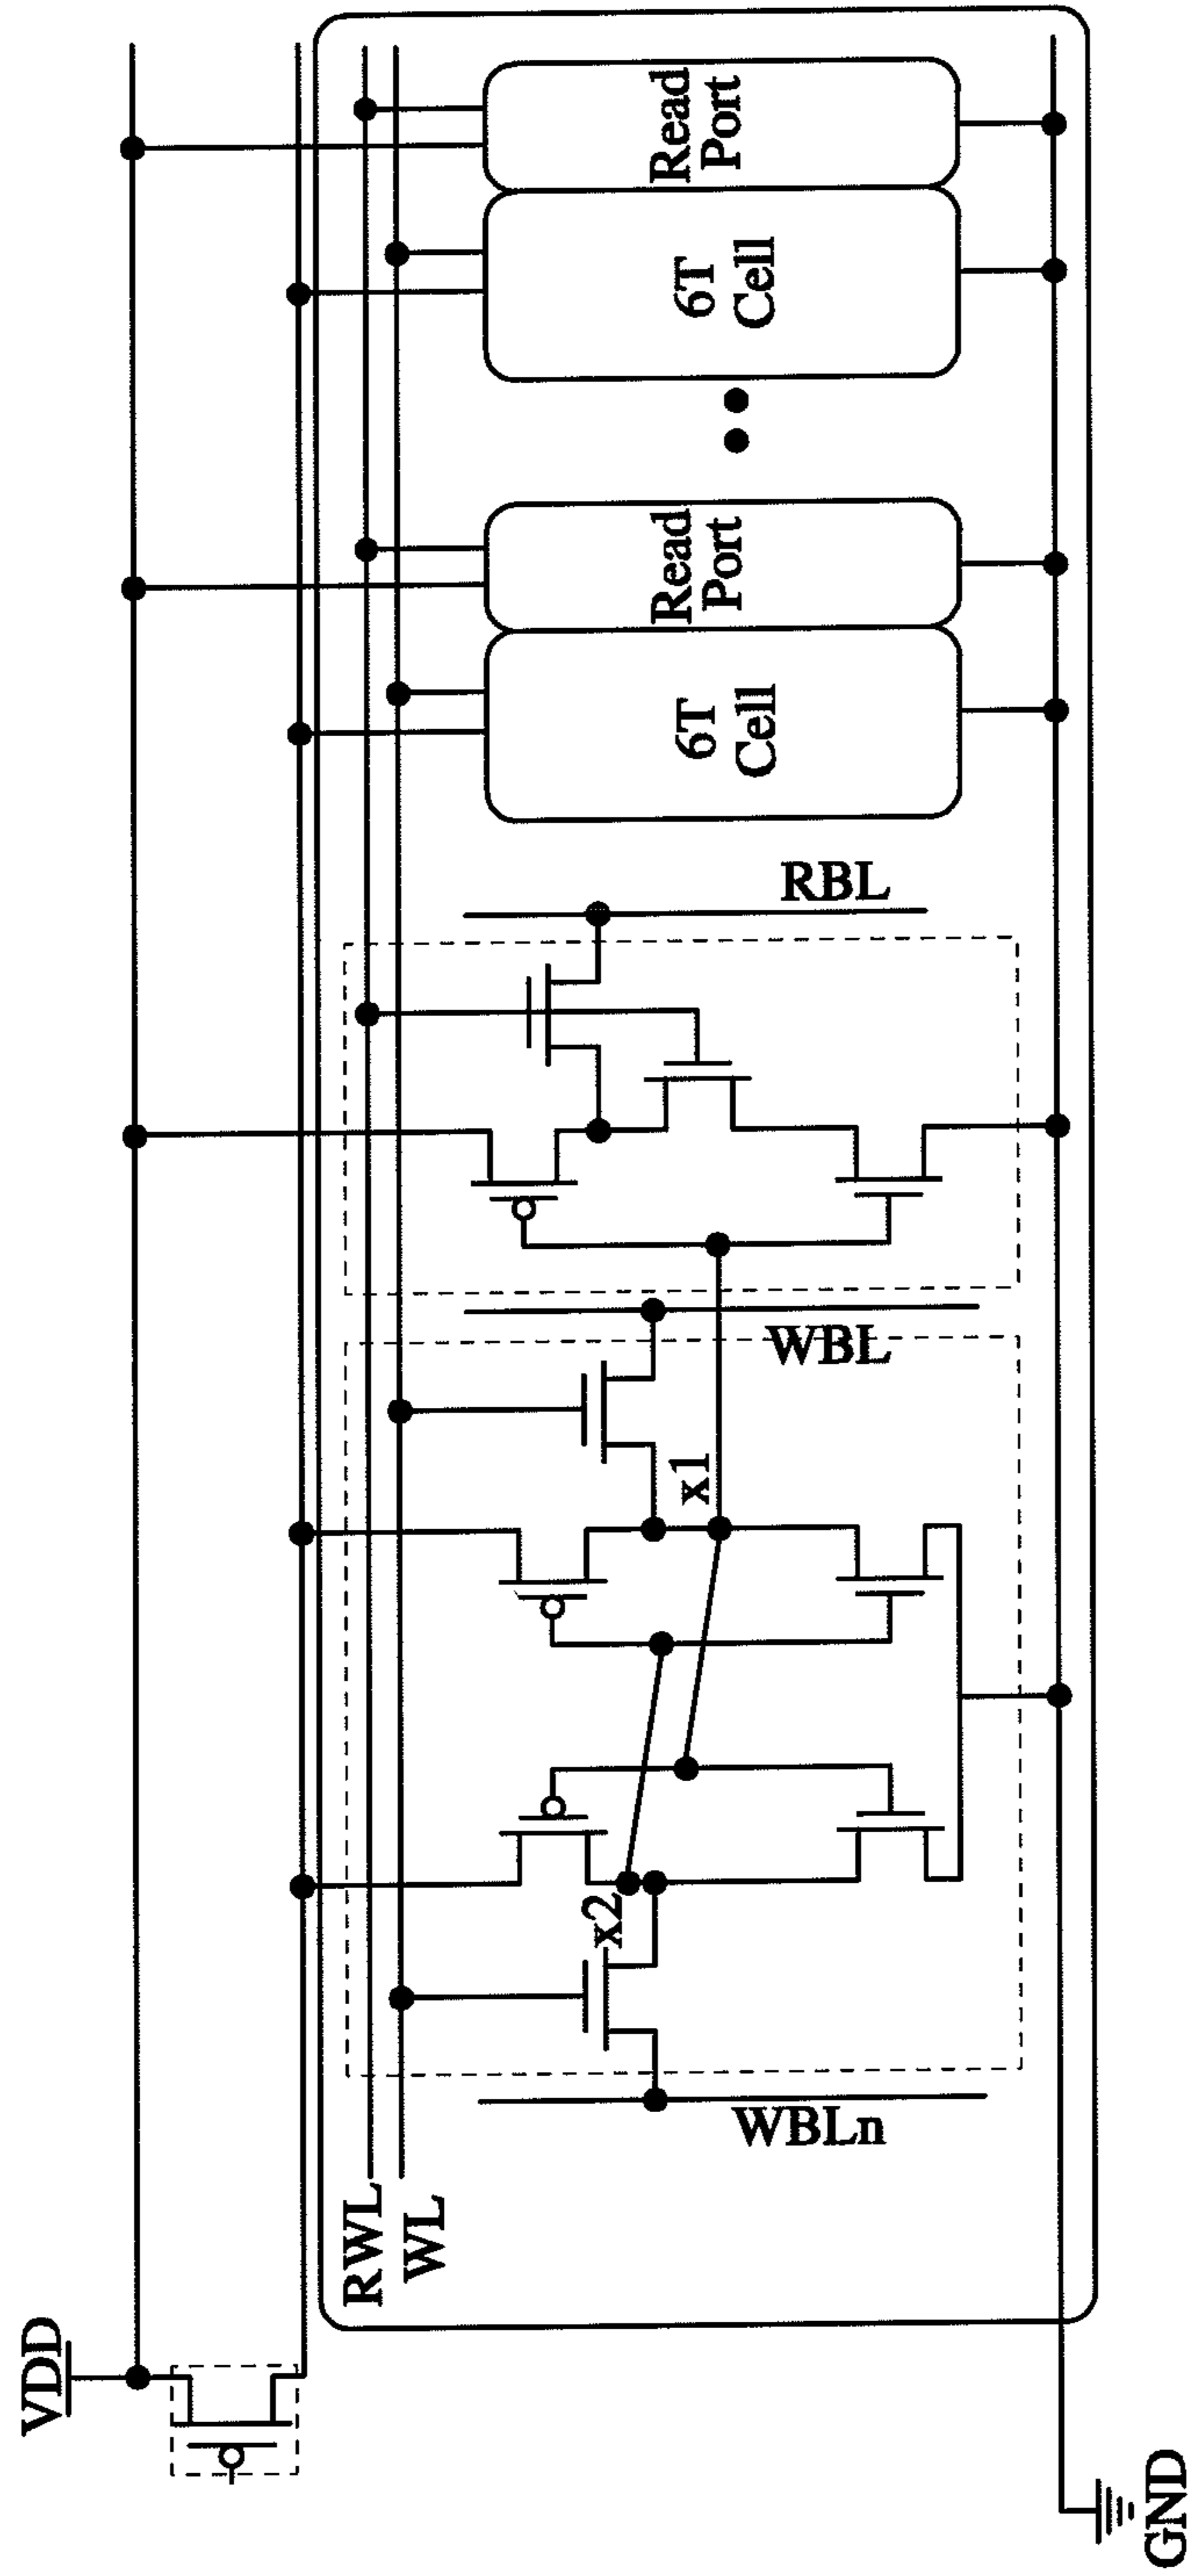 VDD
GND
RWL
WL
WBLn
x2
x1
WBL
RBL
6T
Cell
Read
Port
6T
Cell
Read
Port